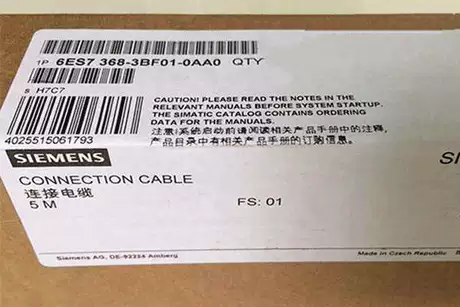 1P 6ES7 368-3BF01-0AA0 QTY
S H7C7
CAUTION! PLEASE READ THE NOTES IN THE
RELEVANT MANUALS BEFORE SYSTEM STARTUP.
THE SIMATIC CATALOG CONTAINS ORDERING
DATA FOR THE MANUALS.
注意!系统启动前请阅读相关产品手册中的注释,
产品目录中有相关产品手册的订购信息。
4025515061793
SIEMENS
CONNECTION CABLE
连接电缆
5 M
FS: 01
SI
Siemens AG, DE-92224 Amberg
Made in Czech Republic